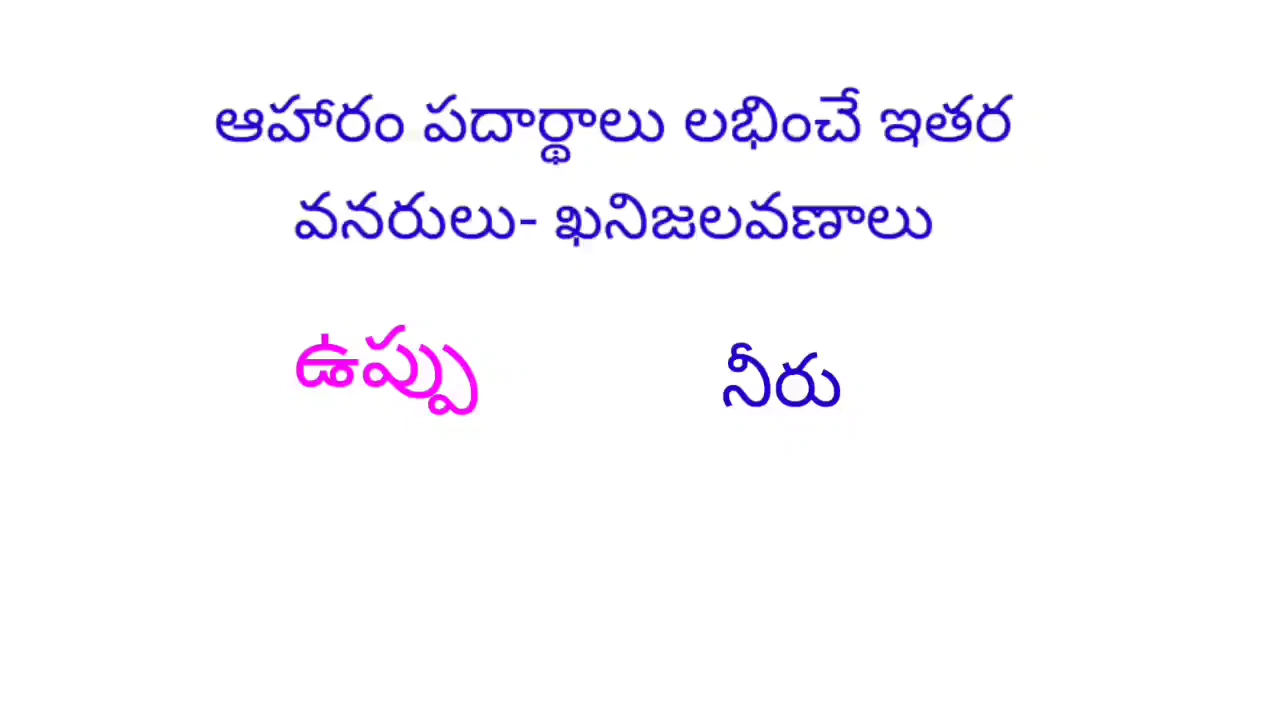 ఆహారం పదార్థాలు లభించే ఇతర
వనరులు- ఖనిజలవణాలు
ఉప్పు నీరు